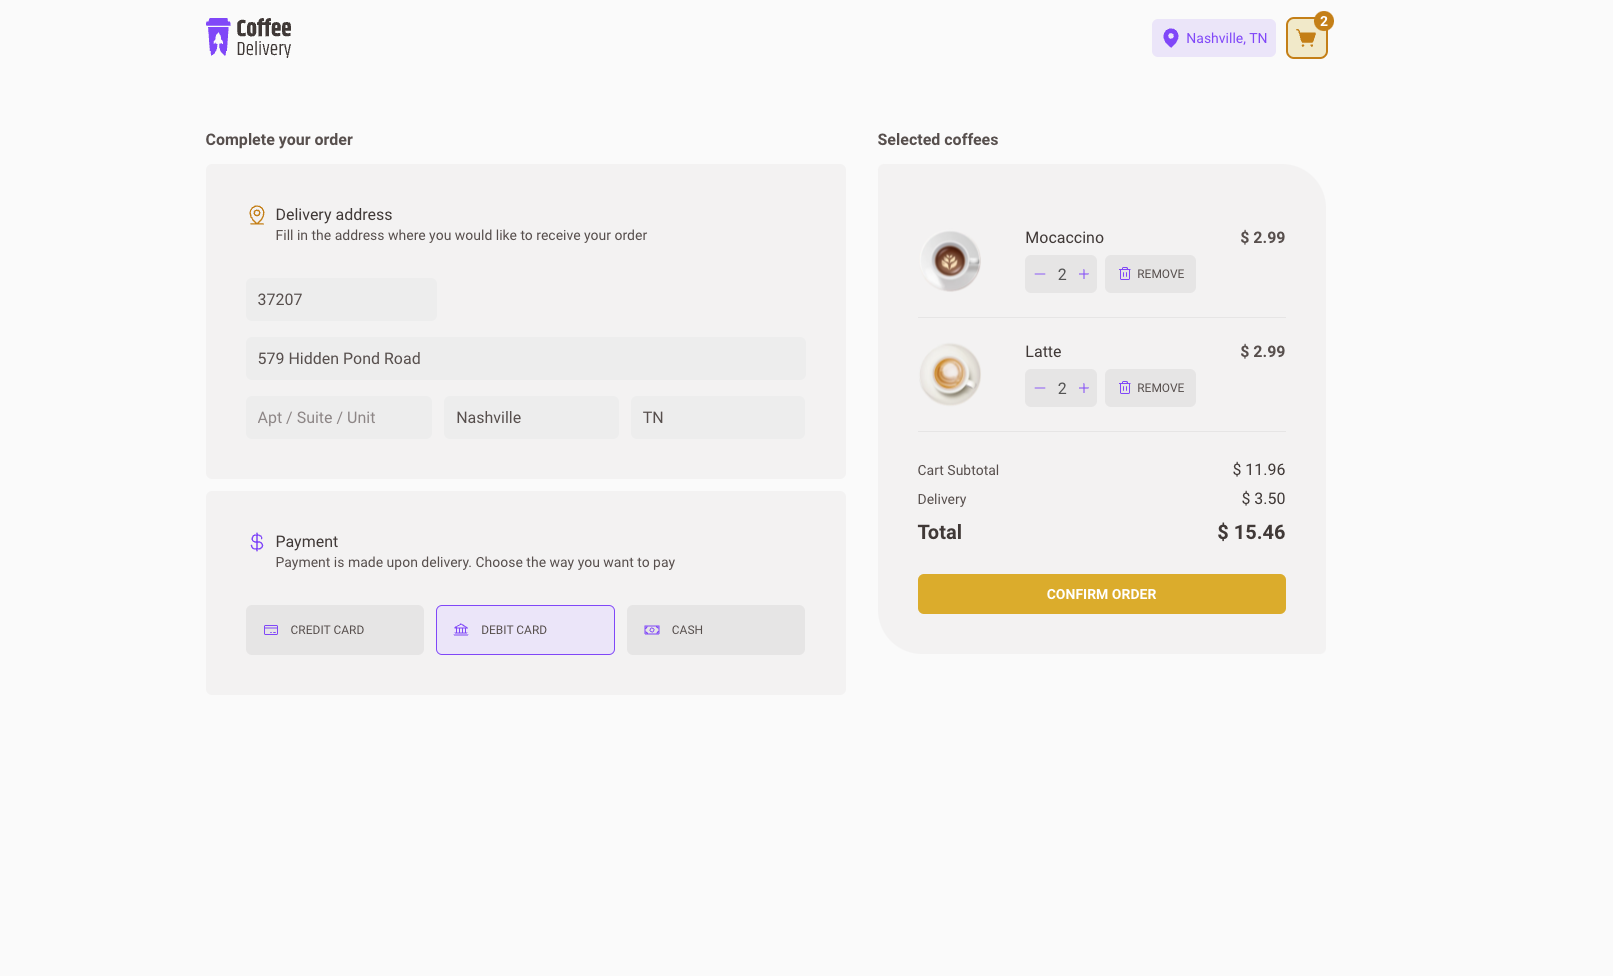 Coffee
Delivery
Nashville, TN
2
Complete your order
Delivery address
Fill in the address where you would like to receive your order
37207
579 Hidden Pond Road
Apt / Suite / Unit
Nashville
TN
Payment
Payment is made upon delivery. Choose the way you want to pay
CREDIT CARD
DEBIT CARD
CASH
Selected coffees
Mocaccino
$ 2.99
2
REMOVE
Latte
$ 2.99
2
REMOVE
Cart Subtotal
$ 11.96
Delivery
$ 3.50
Total
$ 15.46
CONFIRM ORDER